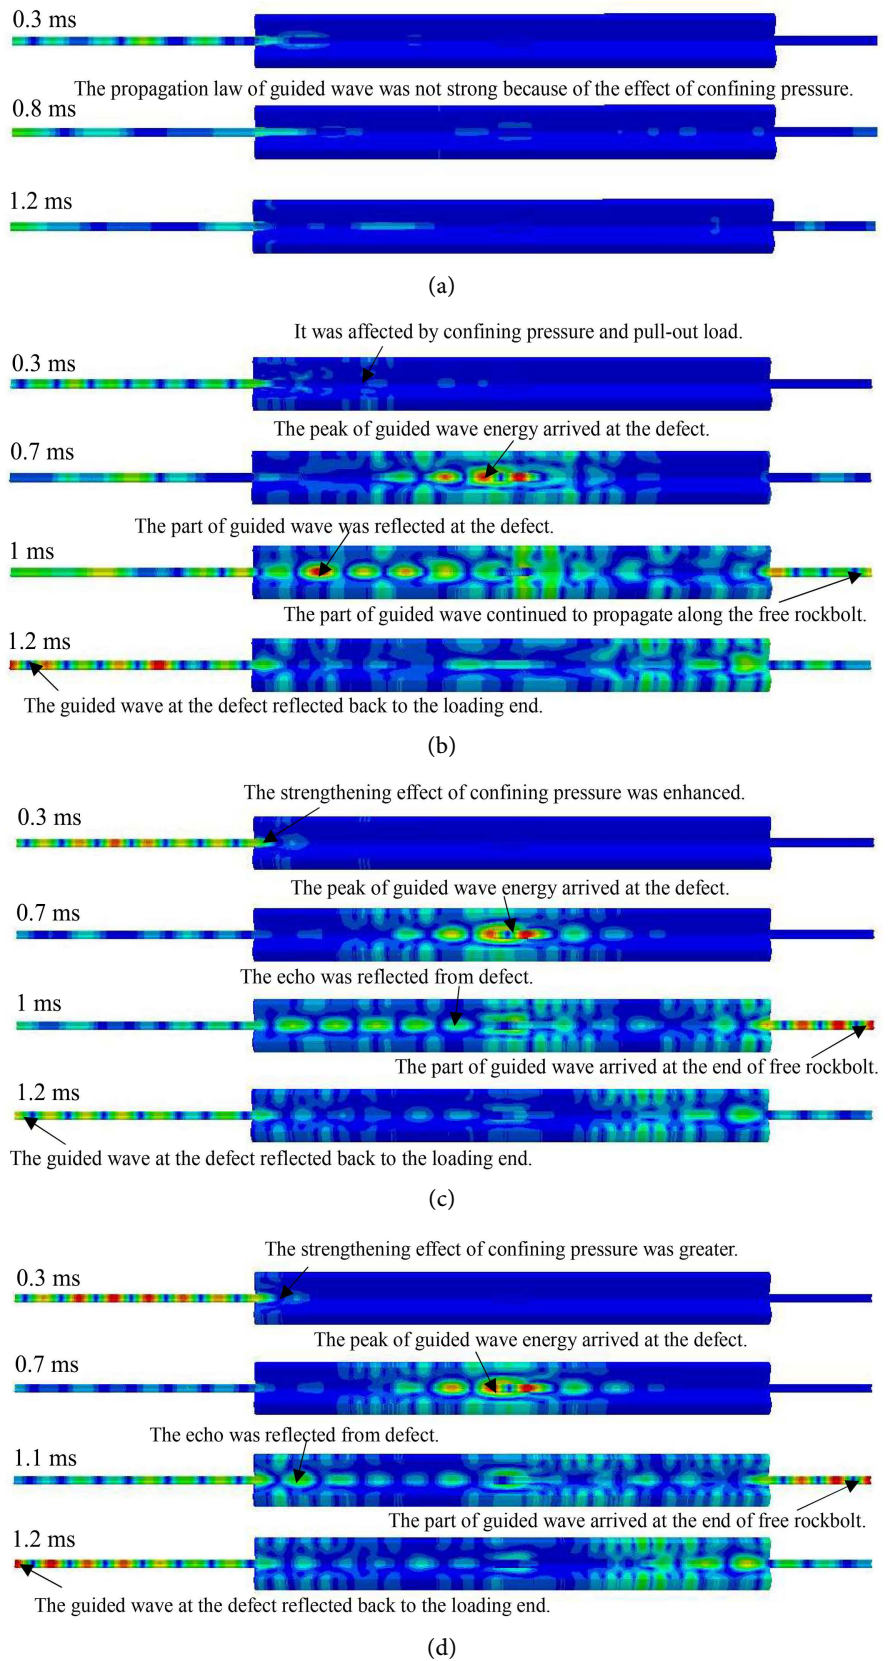 0.3 ms
The propagation law of guided wave was not strong because of the effect of confining pressure.
0.8 ms
1.2 ms
(a)
It was affected by confining pressure and pull-out load.
0.3 ms
The peak of guided wave energy arrived at the defect.
0.7 ms
The part of guided wave was reflected at the defect.
1 ms
The part of guided wave continued to propagate along the free rockbolt.
1.2 ms
The guided wave at the defect reflected back to the loading end.
(b)
The strengthening effect of confining pressure was enhanced.
0.3 ms
The peak of guided wave energy arrived at the defect.
0.7 ms
The echo was reflected from defect.
1 ms
The part of guided wave arrived at the end of free rockbolt.
1.2 ms
The guided wave at the defect reflected back to the loading end.
(c)
The strengthening effect of confining pressure was greater.
0.3 ms
The peak of guided wave energy arrived at the defect.
0.7 ms
The echo was reflected from defect.
1.1 ms
The part of guided wave arrived at the end of free rockbolt.
1.2 ms
The guided wave at the defect reflected back to the loading end.
(d)